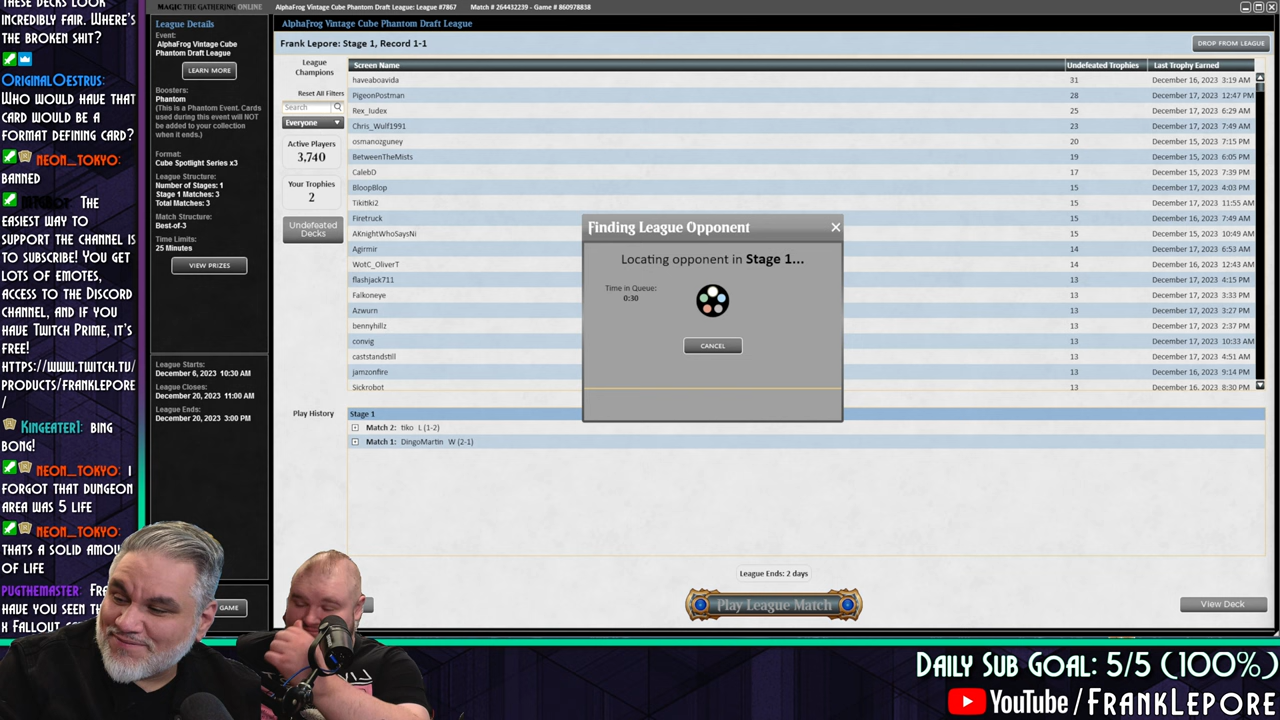 THESE DECKS LOOK
INCREDIBLY FAIR. WHERE'S
THE BROKEN SHIT?
ORIGINALOESTRUS:
WHO WOULD HAVE THAT
CARD WOULD BE A
FORMAT DEFINING CARD?
NEON_TOKYO:
BANNED
THE
EASIEST WAY TO
SUPPORT THE CHANNEL IS
TO SUBSCRIBE! YOU GET
LOTS OF EMOTES,
ACCESS TO THE DISCORD
CHANNEL, AND IF YOU
HAVE TWITCH PRIME, IT'S
FREE!
HTTPS://WWW.TWITCH.TV/
PRODUCTS/FRANKLEPORE
/
KINGEATER1: BING
BONG!
NEON_TOKYO: I
FORGOT THAT DUNGEON
AREA WAS 5 LIFE
NEON_TOKYO:
THATS A SOLID AMOU
OF LIFE
PUGTHEMASTER: FRA
HAVE YOU SEEN TH
X FALLOUT
MAGIC THE GATHERING ONLINE
AlphaFrog Vintage Cube Phantom Draft League: League #7867 Match # 264432239 - Game # 860978838
League Details
Event:
AlphaFrog Vintage Cube
Phantom Draft League
LEARN MORE
Boosters:
Phantom
(This is a Phantom Event. Cards
used during this event will NOT
be added to your collection
when it ends.)
Format:
Cube Spotlight Series x3
League Structure:
Number of Stages: 1
Stage 1 Matches: 3
Total Matches: 3
Match Structure:
Best-of-3
Time Limits:
25 Minutes
VIEW PRIZES
League Starts:
December 6, 2023 10:30 AM
League Closes:
December 20, 2023 11:00 AM
League Ends:
December 20, 2023 3:00 PM
GAME
AlphaFrog Vintage Cube Phantom Draft League
Frank Lepore: Stage 1, Record 1-1
DROP FROM LEAGUE
League
Champions
Reset All Filters
Search
Everyone
Active Players
3,740
Your Trophies
2
Undefeated
Decks
Screen Name Undefeated Trophies Last Trophy Earned
haveaboavida 31 December 16, 2023 3:19 AM
PigeonPostman 28 December 17, 2023 12:47 PM
Rex_Iudex 25 December 16, 2023 6:29 AM
Chris_Wulf1991 23 December 17, 2023 7:49 AM
osmanozguney 20 December 15, 2023 6:05 PM
BetweenTheMists 19 December 17, 2023 3:52 PM
CalebD 17 December 15, 2023 7:39 PM
BloopBlop 15 December 17, 2023 4:03 PM
Tikitiki2 15 December 17, 2023 11:55 AM
Firetruck 15 December 16, 2023 7:49 AM
AKnightWhoSaysNi 15 December 15, 2023 10:49 AM
Agirmir 14 December 17, 2023 6:53 AM
WotC_OliverT 14 December 16, 2023 12:43 AM
flashjack711 13 December 17, 2023 4:15 PM
Falkoneye 13 December 17, 2023 3:33 PM
Azwurn 13 December 17, 2023 3:27 PM
bennyhillz 13 December 17, 2023 2:37 PM
convig 13 December 17, 2023 10:33 AM
caststandstill 13 December 17, 2023 4:51 AM
jamzonfire 13 December 16, 2023 9:14 PM
Sickrobot 13 December 16, 2023 8:30 PM
Finding League Opponent
Locating opponent in Stage 1...
Time in Queue:
0:30
CANCEL
Play History
Stage 1
Match 2: tiko L (1-2)
Match 1: DingoMartin W (2-1)
League Ends: 2 days
Play League Match
View Deck
DAILY SUB GOAL: 5/5 (100%)
YOUTUBE/FRANKLEPORE